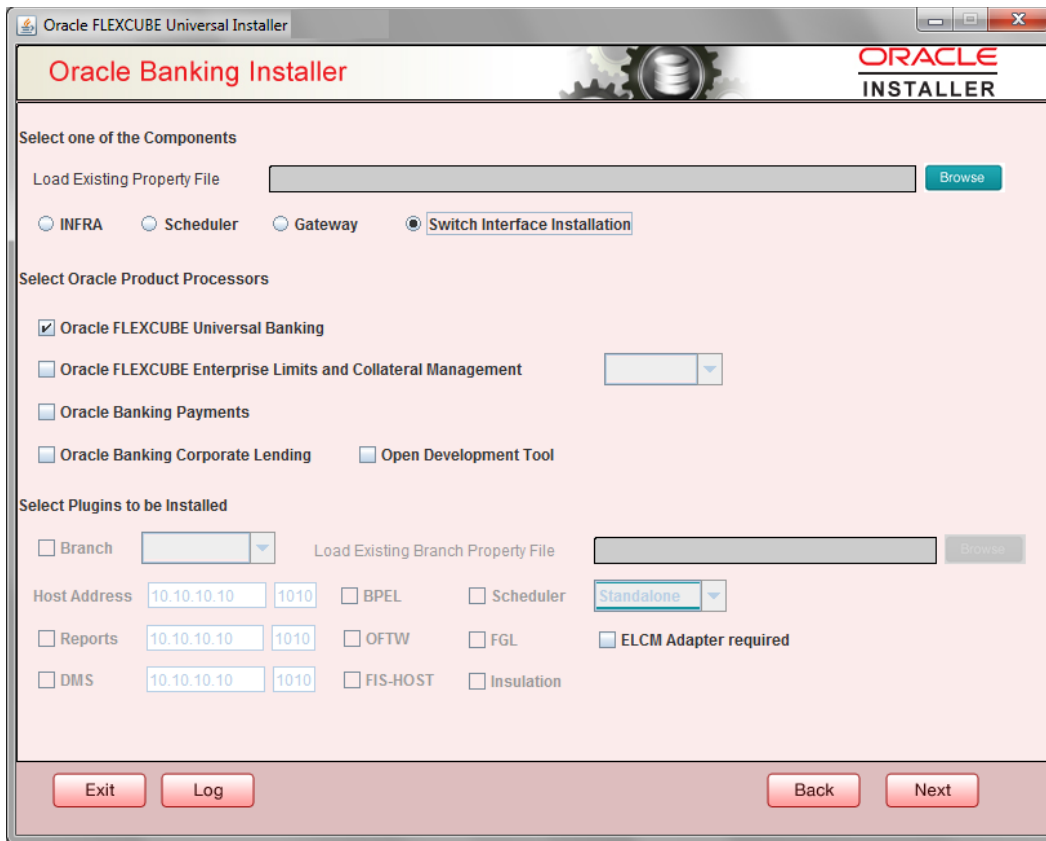 Oracle FLEXCUBE Universal Installer
Oracle Banking Installer
ORACLE
INSTALLER
Select one of the Components
Load Existing Property File Browse
INFRA Scheduler Gateway Switch Interface Installation
Select Oracle Product Processors
Oracle FLEXCUBE Universal Banking
Oracle FLEXCUBE Enterprise Limits and Collateral Management
Oracle Banking Payments
Oracle Banking Corporate Lending Open Development Tool
Select Plugins to be Installed
Branch Load Existing Branch Property File Browse
Host Address 10.10.10.10 1010 BPEL Scheduler Standalone
Reports 10.10.10.10 1010 OFTW FGL ELCM Adapter required
DMS 10.10.10.10 1010 FIS-HOST Insulation
Exit Log Back Next